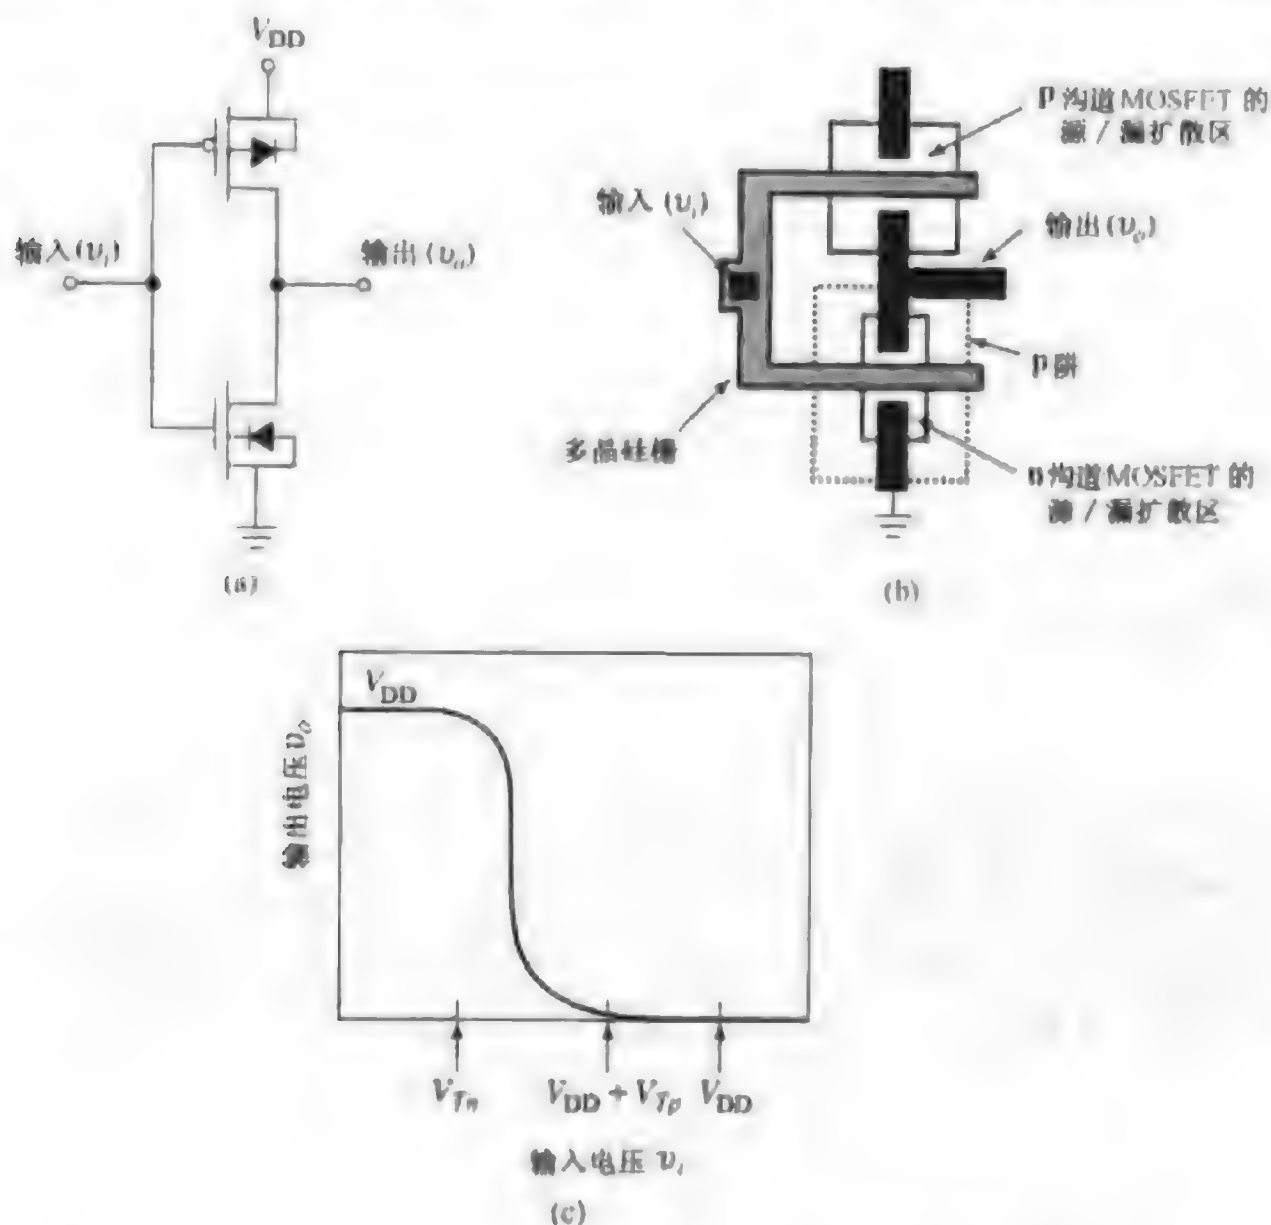 V_DD
输入(v_i)
输出(v_o)
(a)
P沟道MOSFET的
源/漏扩散区
输入(v_i)
输出(v_o)
P阱
多晶硅栅
n沟道MOSFET的
源/漏扩散区
(b)
V_DD
输出电压v_o
V_Tn
V_DD + V_Tp
V_DD
输入电压 v_i
(c)